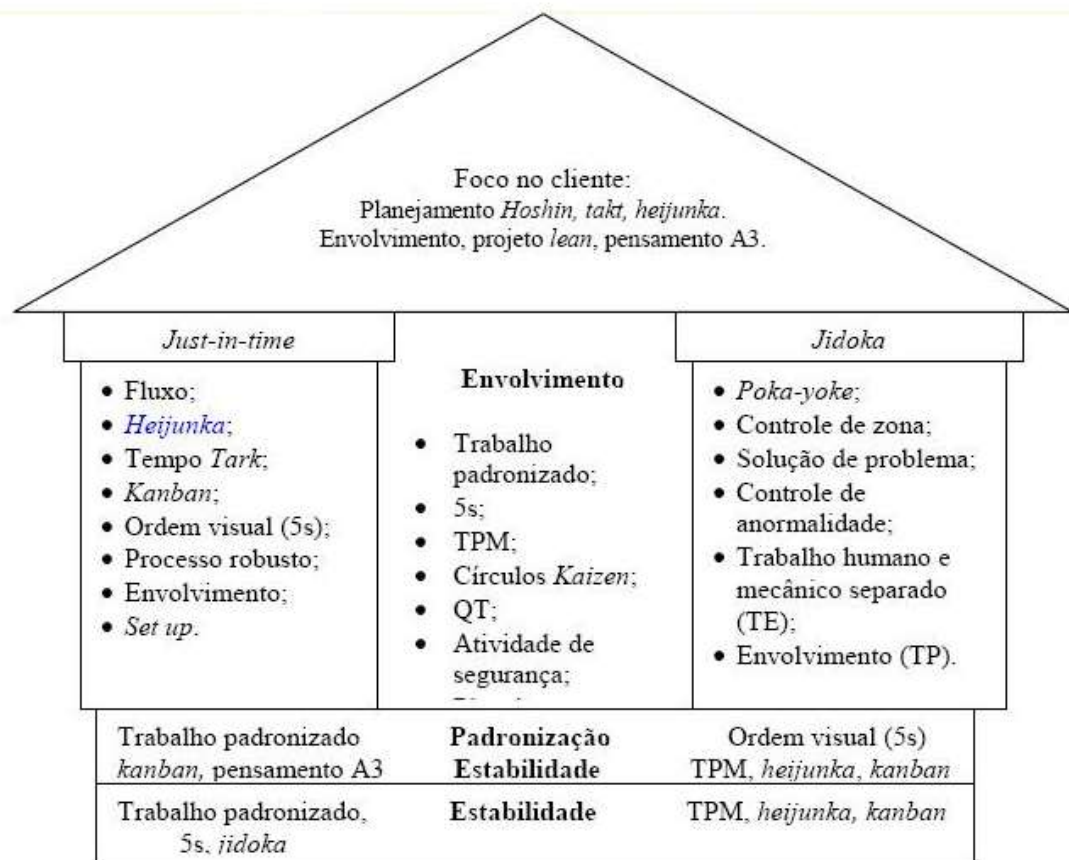 Foco no cliente:
Planejamento Hoshin, takt, heijunka.
Envolvimento, projeto lean, pensamento A3.
Just-in-time
• Fluxo;
• Heijunka;
• Tempo Tark;
• Kanban;
• Ordem visual (5s);
• Processo robusto;
• Envolvimento;
• Set up.
Envolvimento
• Trabalho
padronizado;
• 5s;
• TPM;
• Círculos Kaizen;
• QT;
• Atividade de
segurança;
Jidoka
• Poka-yoke;
• Controle de zona;
• Solução de problema;
• Controle de
anormalidade;
• Trabalho humano e
mecânico separado
(TE);
• Envolvimento (TP).
Trabalho padronizado Padronização Ordem visual (5s)
kanban, pensamento A3 Estabilidade TPM, heijunka, kanban
Trabalho padronizado, Estabilidade TPM, heijunka, kanban
5s, jidoka